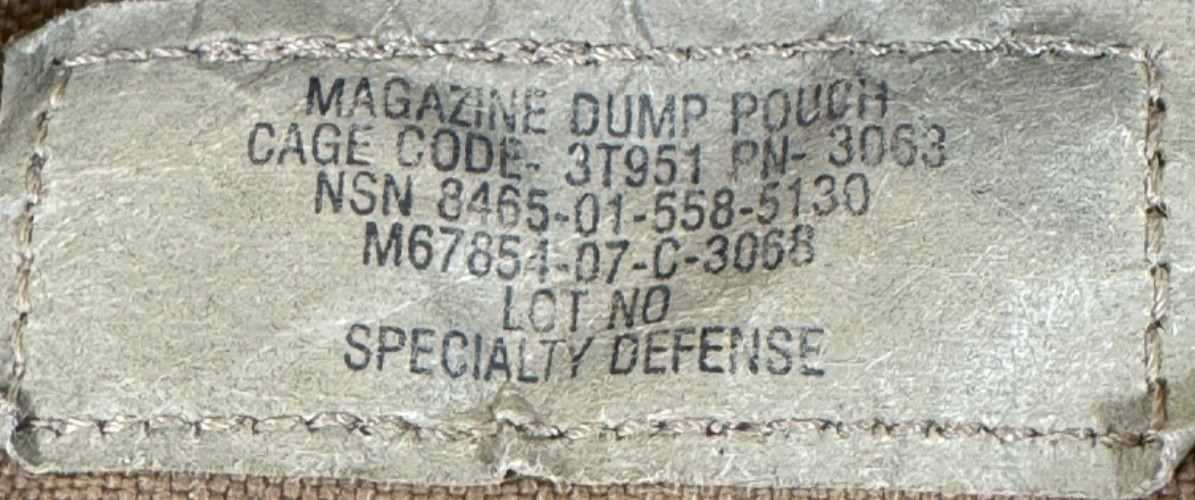 MAGAZINE DUMP POUCH
CAGE CODE- 3T951 PN- 3063
NSN 8465-01-558-5130
M67854-07-C-3068
LOT NO
SPECIALTY DEFENSE